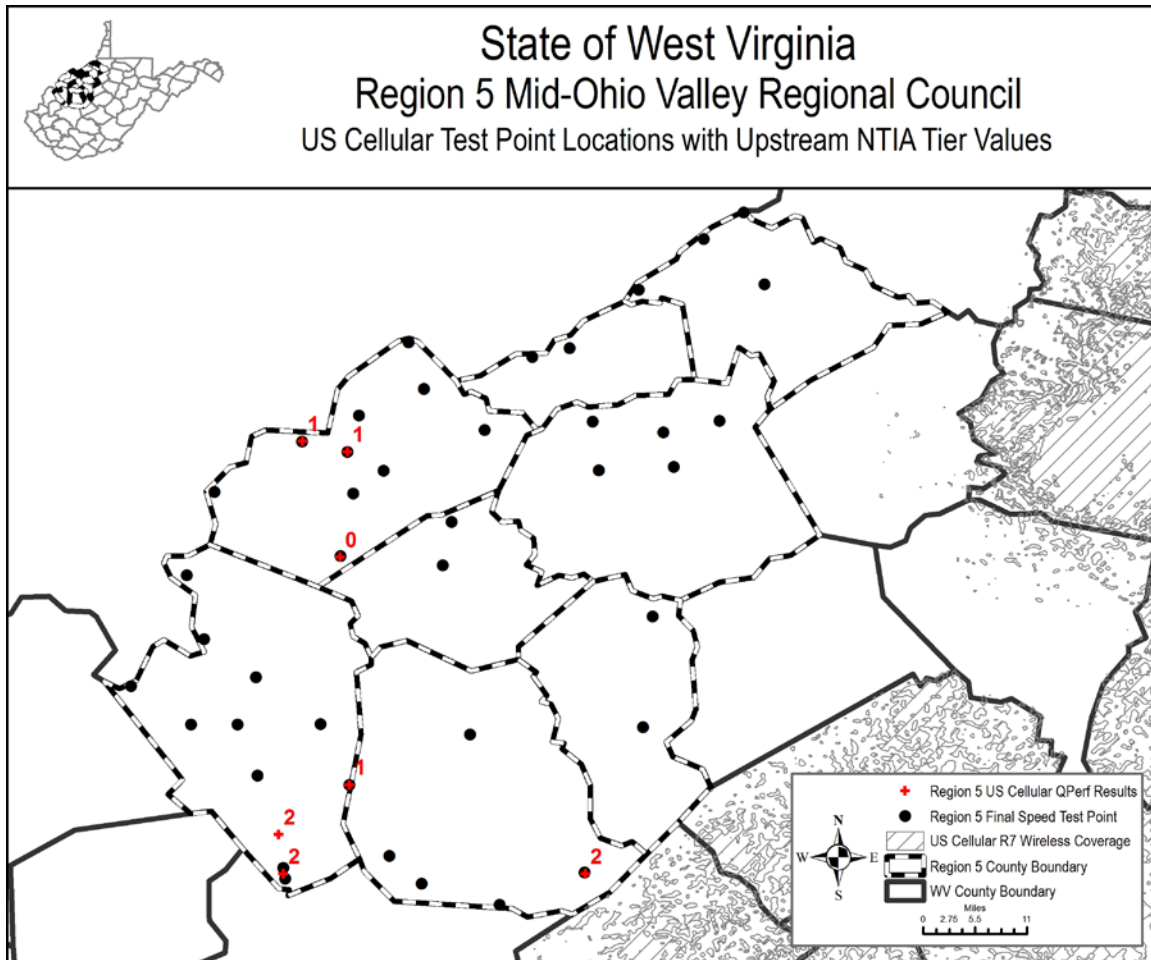 State of West Virginia
Region 5 Mid-Ohio Valley Regional Council
US Cellular Test Point Locations with Upstream NTIA Tier Values
1
1
0
1
2
2
2
N
W E
S
Region 5 US Cellular QPerf Results
Region 5 Final Speed Test Point
US Cellular R7 Wireless Coverage
Region 5 County Boundary
WV County Boundary
Miles
0 2.75 5.5 11